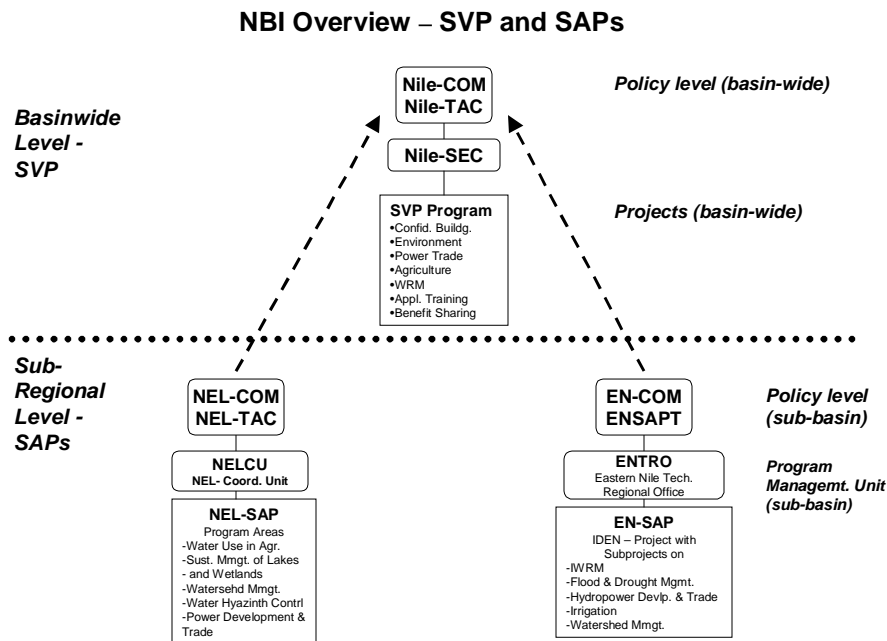 NBI Overview – SVP and SAPs
Basinwide
Level -
SVP
Nile-COM
Nile-TAC
Policy level (basin-wide)
Nile-SEC
SVP Program
•Confid. Buildg.
•Environment
•Power Trade
•Agriculture
•WRM
•Appl. Training
•Benefit Sharing
Projects (basin-wide)
Sub-
Regional
Level -
SAPs
NEL-COM
NEL-TAC
EN-COM
ENSAPT
Policy level
(sub-basin)
NELCU
NEL- Coord. Unit
ENTRO
Eastern Nile Tech.
Regional Office
Program
Managemt. Unit
(sub-basin)
NEL-SAP
Program Areas
-Water Use in Agr.
-Sust. Mmgt. of Lakes
- and Wetlands
-Watersehd Mmgt.
-Water Hyazinth Contrl
-Power Development &
Trade
EN-SAP
IDEN – Project with
Subprojects on
-IWRM
-Flood & Drought Mgmt.
-Hydropower Devlp. & Trade
-Irrigation
-Watershed Mmgt.